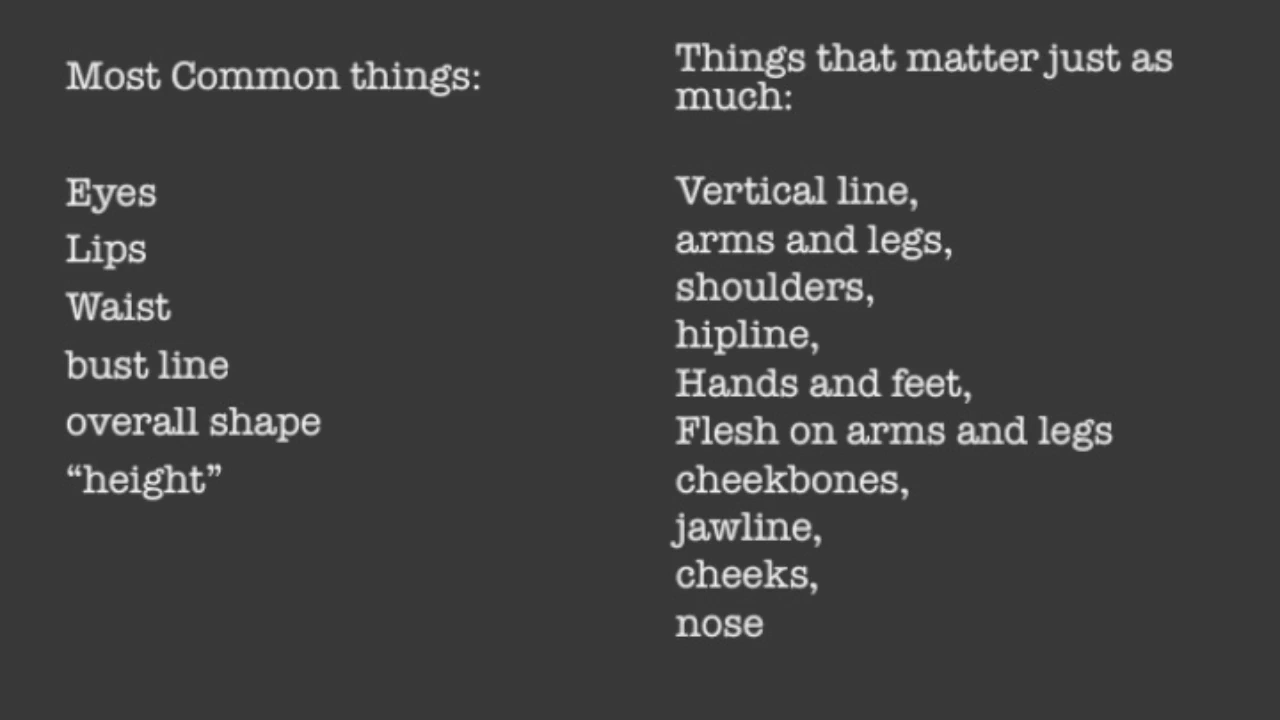 Most Common things:
Eyes
Lips
Waist
bust line
overall shape
“height”
Things that matter just as
much:
Vertical line,
arms and legs,
shoulders,
hipline,
Hands and feet,
Flesh on arms and legs
cheekbones,
jawline,
cheeks,
nose